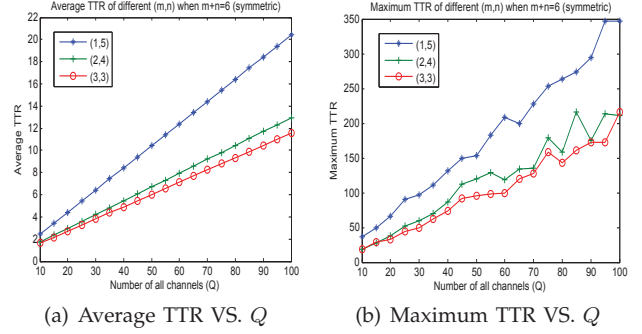 Average TTR of different (m,n) when m+n=6 (symmetric)
22
20
18
16
14
12
10
8
6
4
2
0
Average TTR
(1,5)
(2,4)
(3,3)
10 20 30 40 50 60 70 80 90 100
Number of all channels (Q)
(a) Average TTR VS. Q
Maximum TTR of different (m,n) when m+n=6 (symmetric)
350
300
250
200
150
100
50
0
Maximum TTR
(1,5)
(2,4)
(3,3)
10 20 30 40 50 60 70 80 90 100
Number of all channels (Q)
(b) Maximum TTR VS. Q